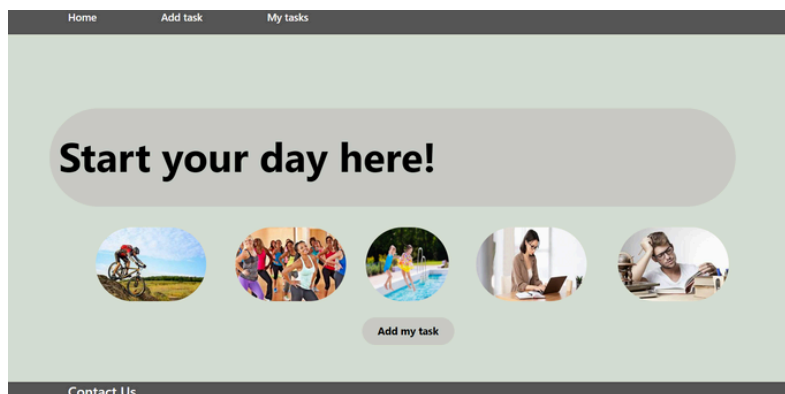 Home Add task My tasks
Start your day here!
Add my task
Contact Us